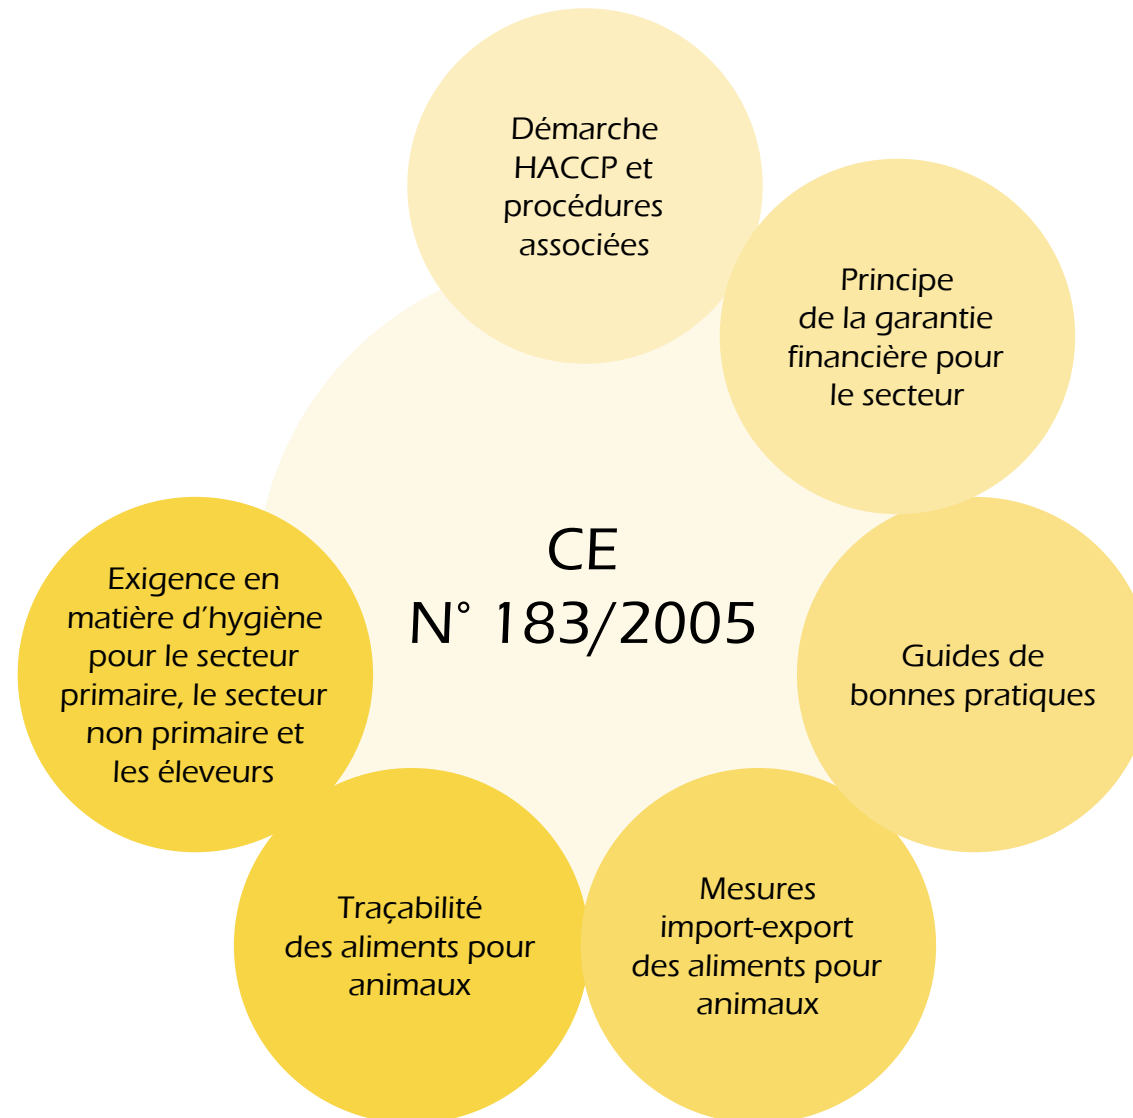 Démarche
HACCP et
procédures
associées
Principe
de la garantie
financière pour
le secteur
CE
N° 183/2005
Exigence en
matière d’hygiène
pour le secteur
primaire, le secteur
non primaire et
les éleveurs
Guides de
bonnes pratiques
Traçabilité
des aliments pour
animaux
Mesures
import-export
des aliments pour
animaux